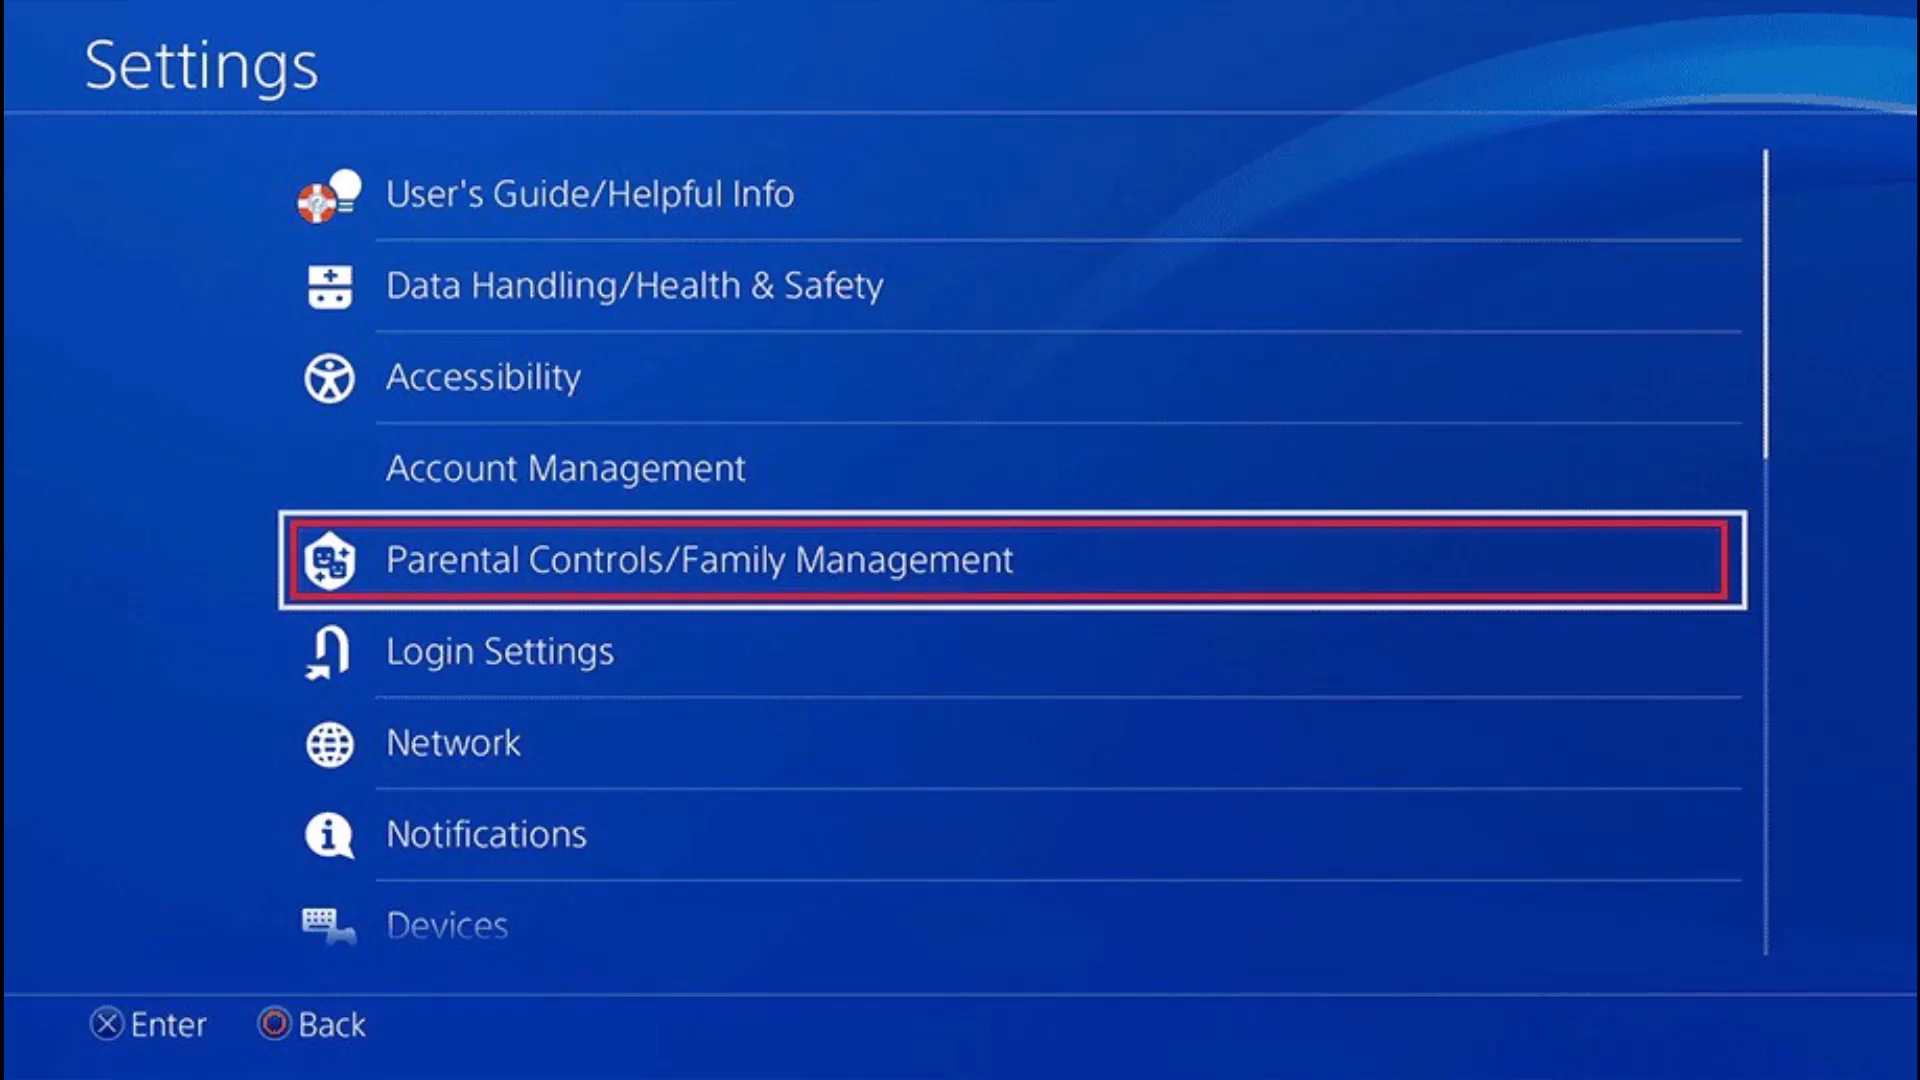 Settings
User's Guide/Helpful Info
Data Handling/Health & Safety
Accessibility
Account Management
Parental Controls/Family Management
Login Settings
Network
Notifications
Devices
Enter Back